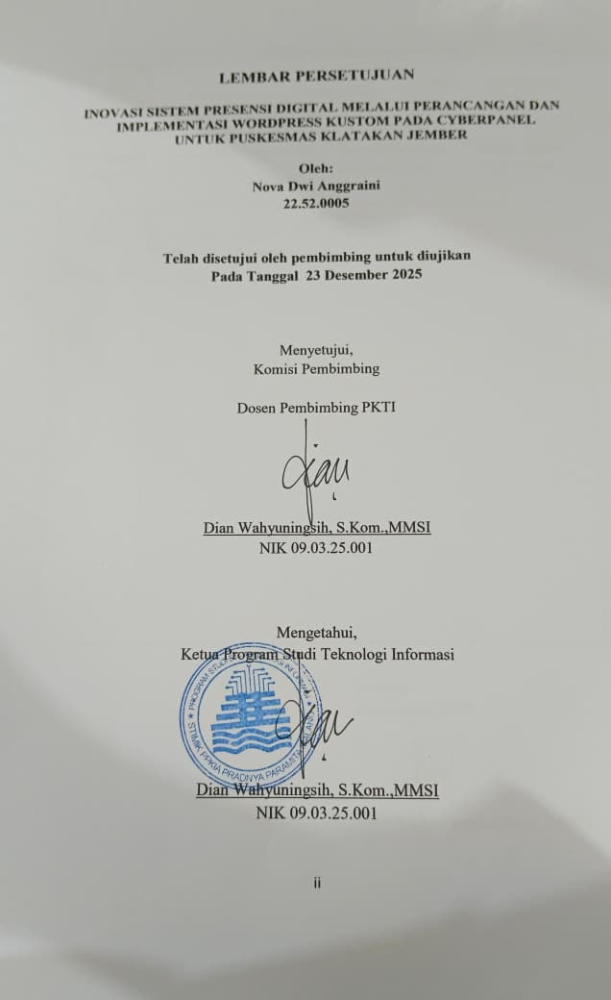 LEMBAR PERSETUJUAN
INOVASI SISTEM PRESENSI DIGITAL MELALUI PERANCANGAN DAN
IMPLEMENTASI WORDPRESS KUSTOM PADA CYBERPANEL
UNTUK PUSKESMAS KLATAKAN JEMBER
Oleh:
Nova Dwi Anggraini
22.52.0005
Telah disetujui oleh pembimbing untuk diujikan
Pada Tanggal 23 Desember 2025
Menyetujui,
Komisi Pembimbing
Dosen Pembimbing PKTI
Dian Wahyuningsih, S.Kom.,MMSI
NIK 09.03.25.001
Mengetahui,
Ketua Program Studi Teknologi Informasi
PROGRAM STUDI
STIMIK PPKIA PRADNYA PARAMITA
Dian Wahyuningsih, S.Kom.,MMSI
NIK 09.03.25.001
ii